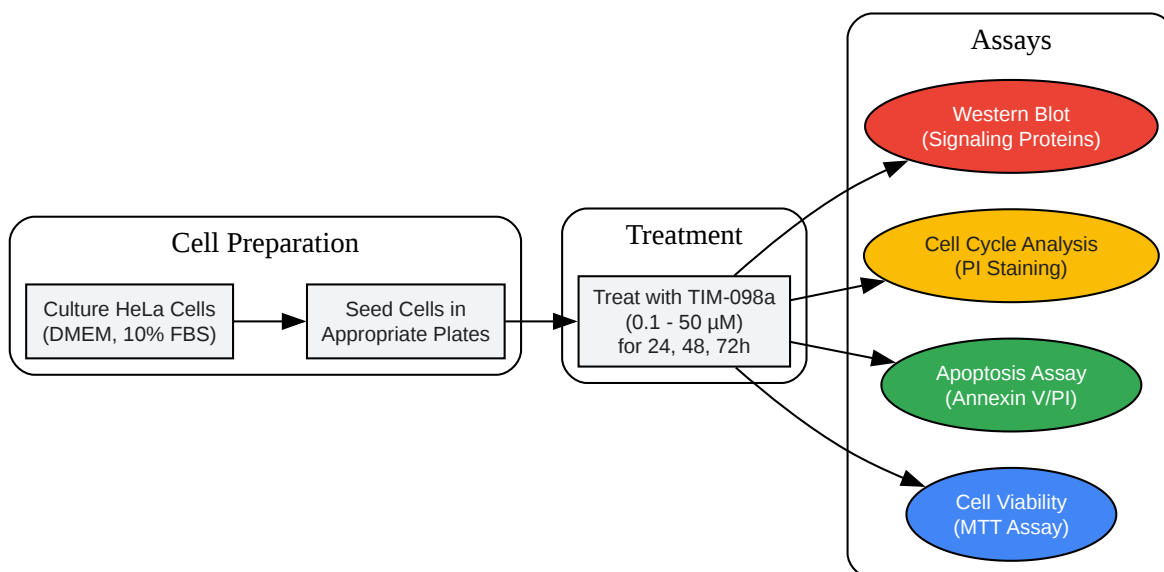 Cell Preparation
Culture HeLa Cells
(DMEM, 10% FBS)
Seed Cells in
Appropriate Plates
Treatment
Treat with TIM-098a
(0.1 - 50 µM)
for 24, 48, 72h
Assays
Western Blot
(Signaling Proteins)
Cell Cycle Analysis
(PI Staining)
Apoptosis Assay
(Annexin V/PI)
Cell Viability
(MTT Assay)